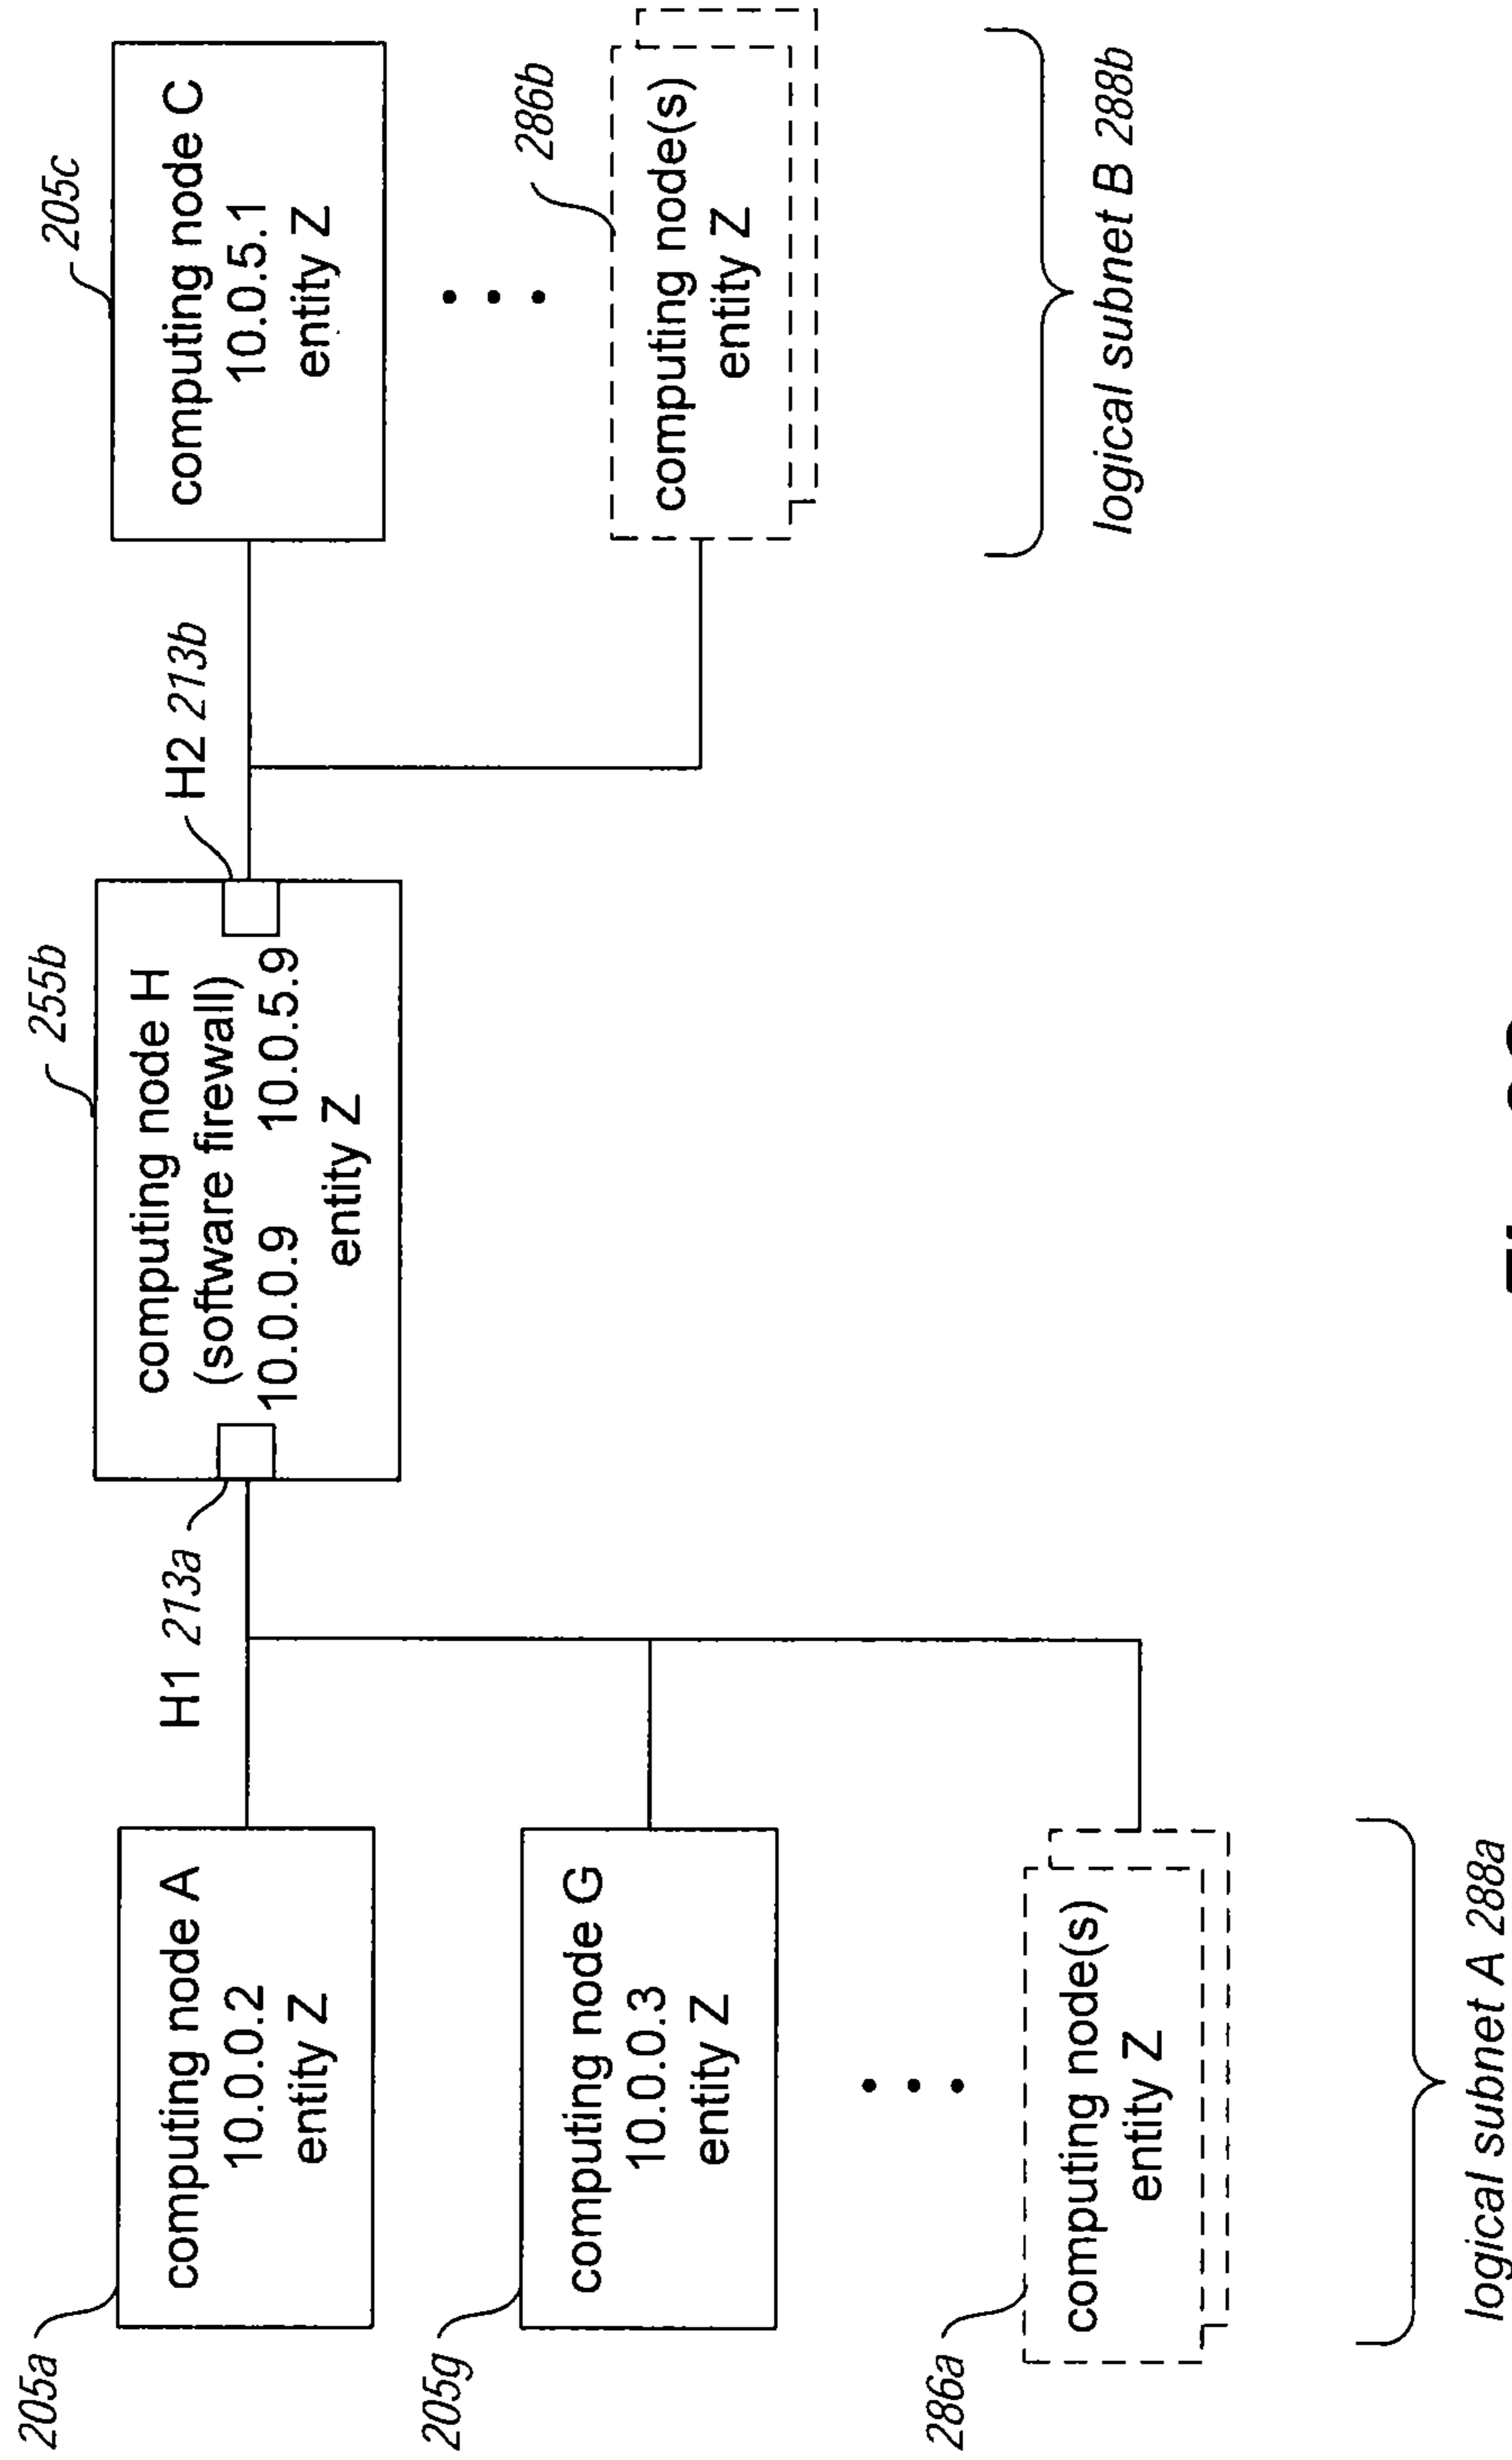 205a
computing node A
10.0.0.2
entity Z
205g
computing node G
10.0.0.3
entity Z
286a
computing node(s)
entity Z
logical subnet A 288a
H1 213a
255b
computing node H
(software firewall)
10.0.0.9 10.0.5.9
entity Z
H2 213b
205c
computing node C
10.0.5.1
entity Z
286b
computing node(s)
entity Z
logical subnet B 288b